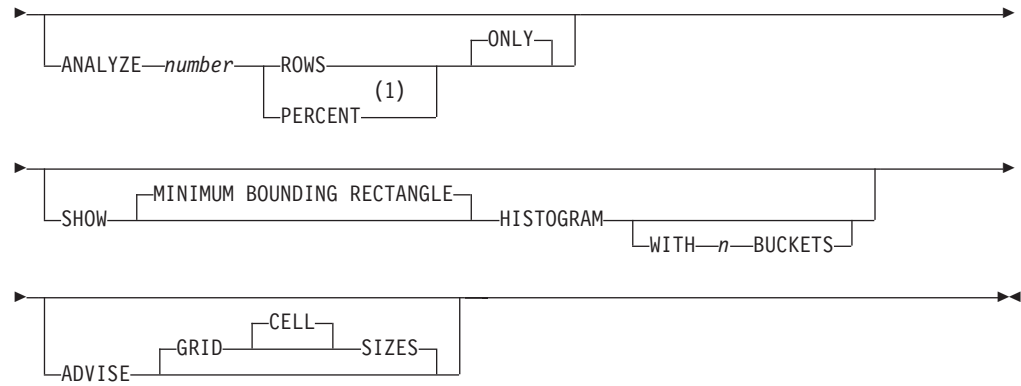 ONLY
ANALYZE number ROWS
(1)
PERCENT
MINIMUM BOUNDING RECTANGLE
SHOW HISTOGRAM
WITH n BUCKETS
CELL
GRID SIZES
ADVISE